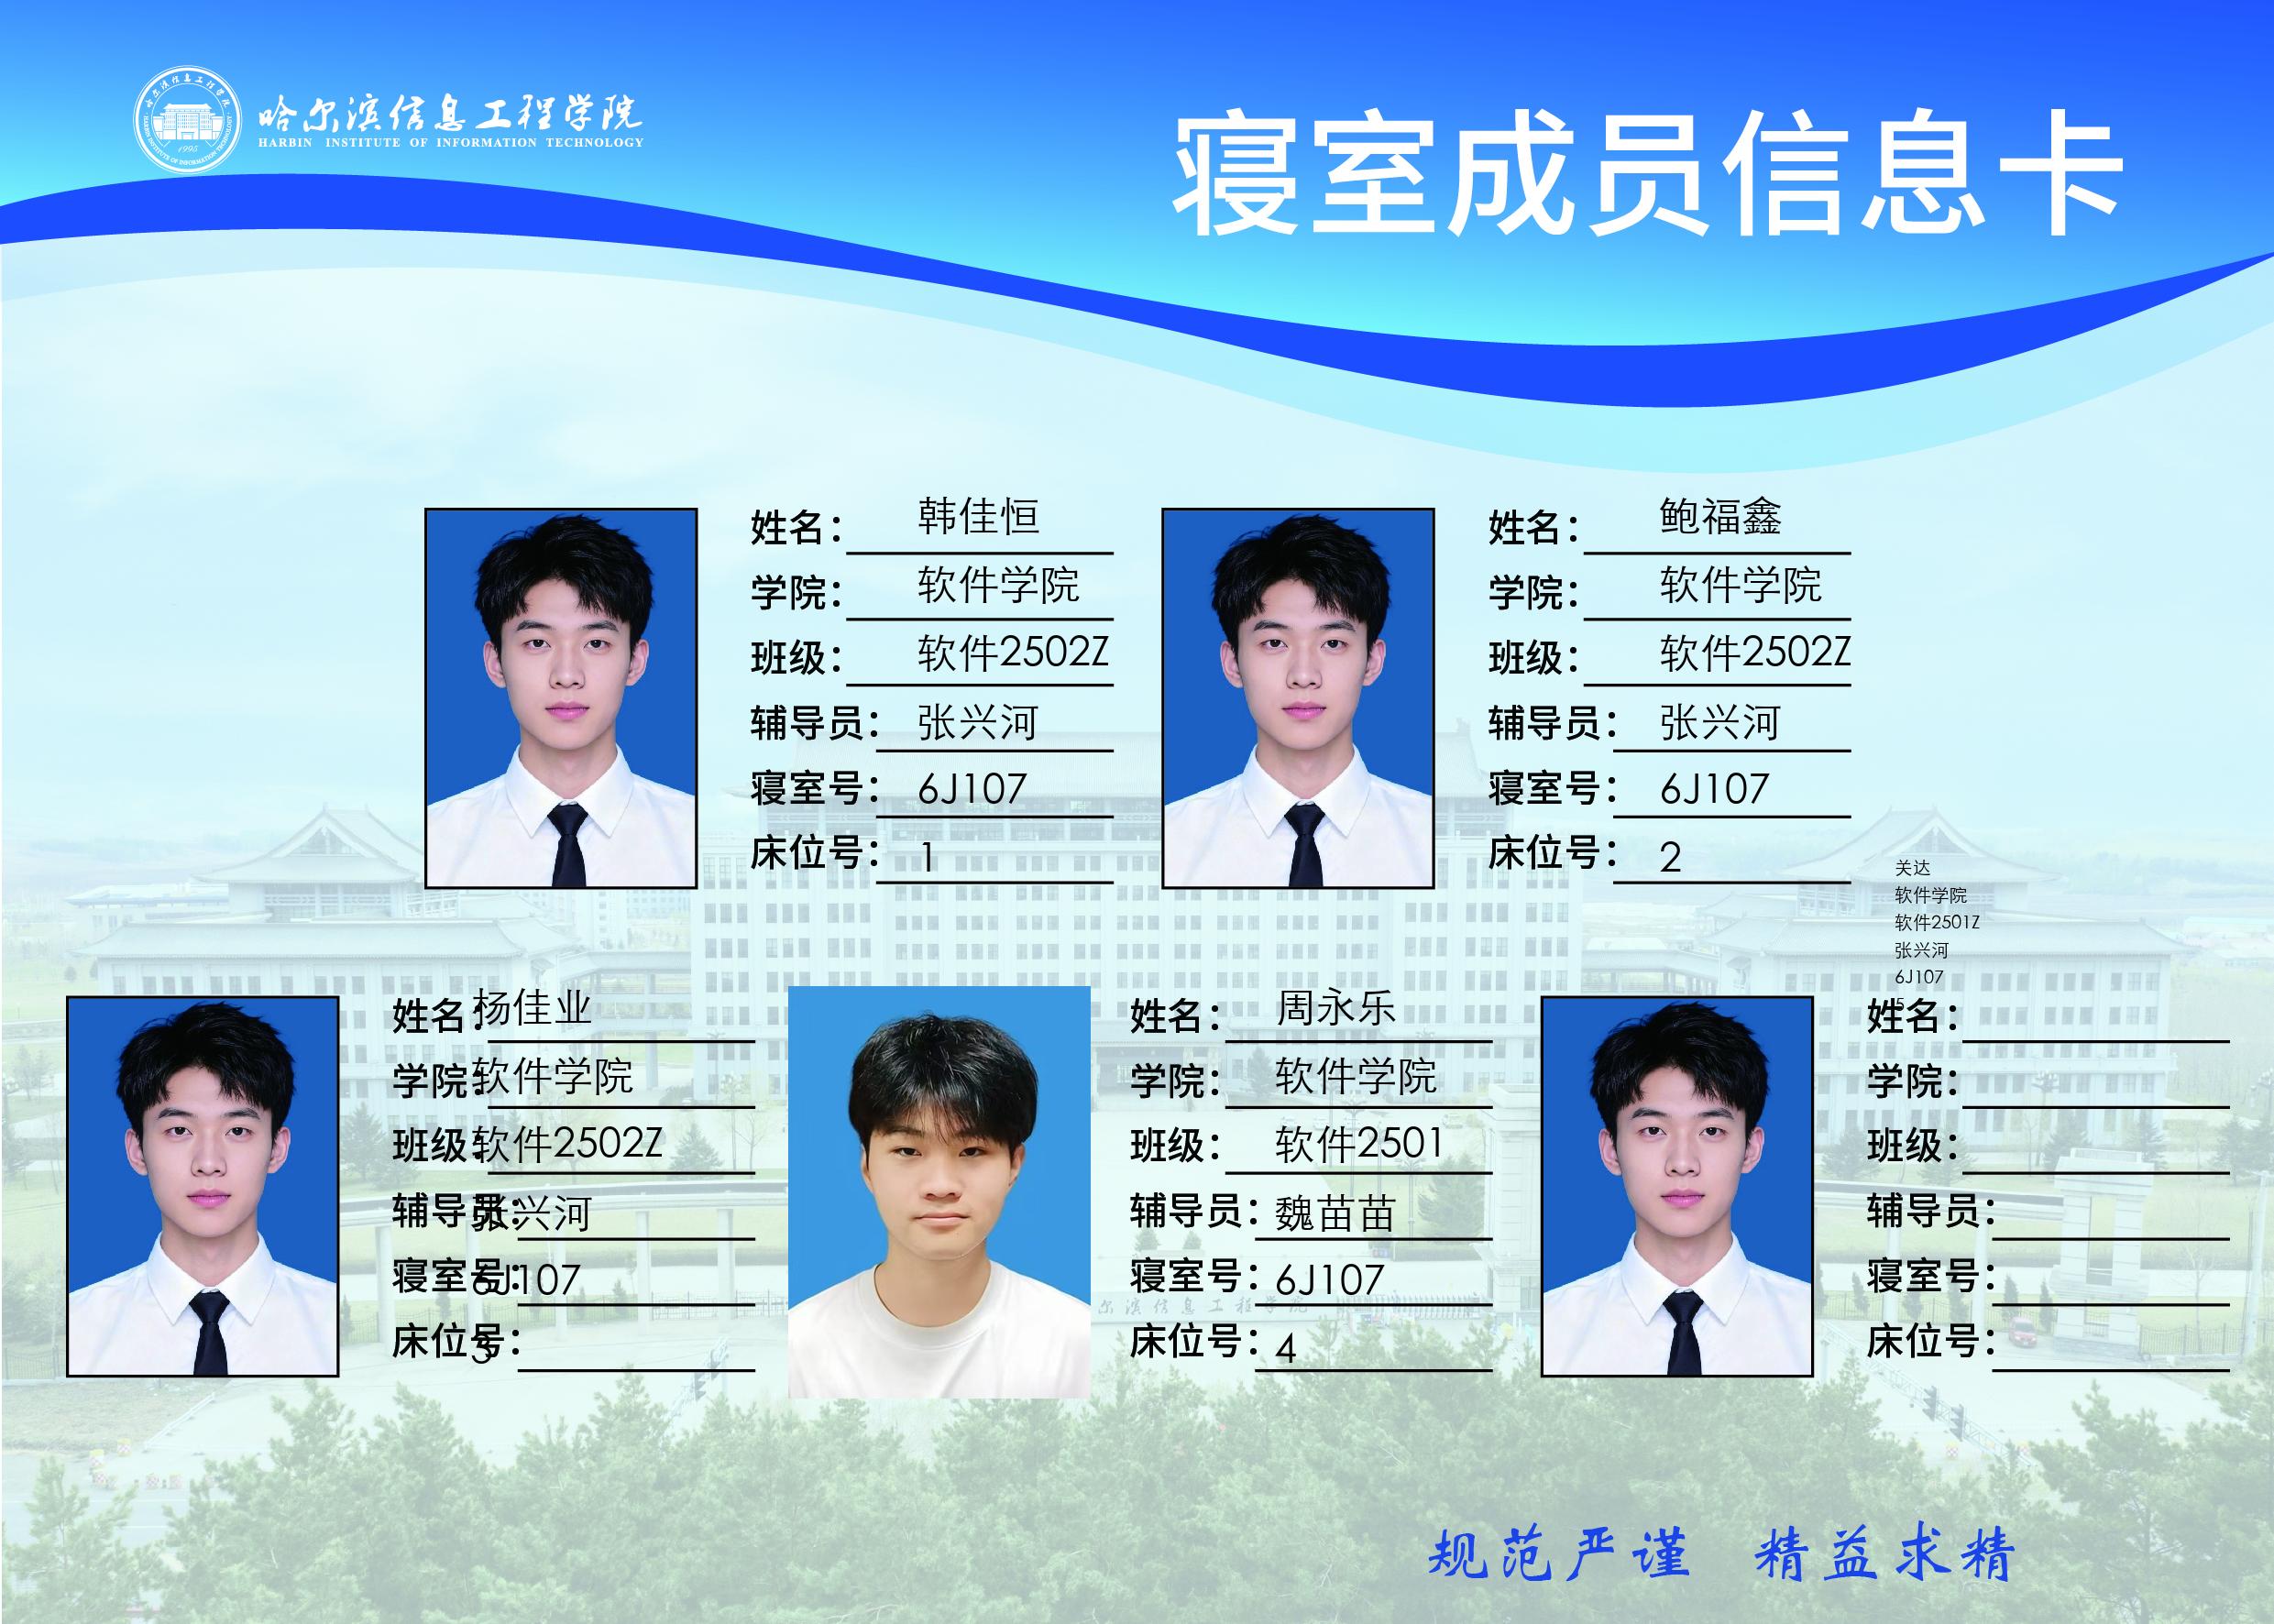 哈尔滨信息工程学院
HARBIN INSTITUTE OF INFORMATION TECHNOLOGY
1995
寝室成员信息卡
姓名：韩佳恒
学院：软件学院
班级：软件2502Z
辅导员：张兴河
寝室号：6J107
床位号：1
姓名：鲍福鑫
学院：软件学院
班级：软件2502Z
辅导员：张兴河
寝室号：6J107
床位号：2
关达
软件学院
软件2501Z
张兴河
6J107
5
姓名：杨佳业
学院：软件学院
班级：软件2502Z
辅导员：张兴河
寝室号：6J107
床位号：3
姓名：周永乐
学院：软件学院
班级：软件2501
辅导员：魏苗苗
寝室号：6J107
床位号：4
姓名：
学院：
班级：
辅导员：
寝室号：
床位号：
规范严谨 精益求精